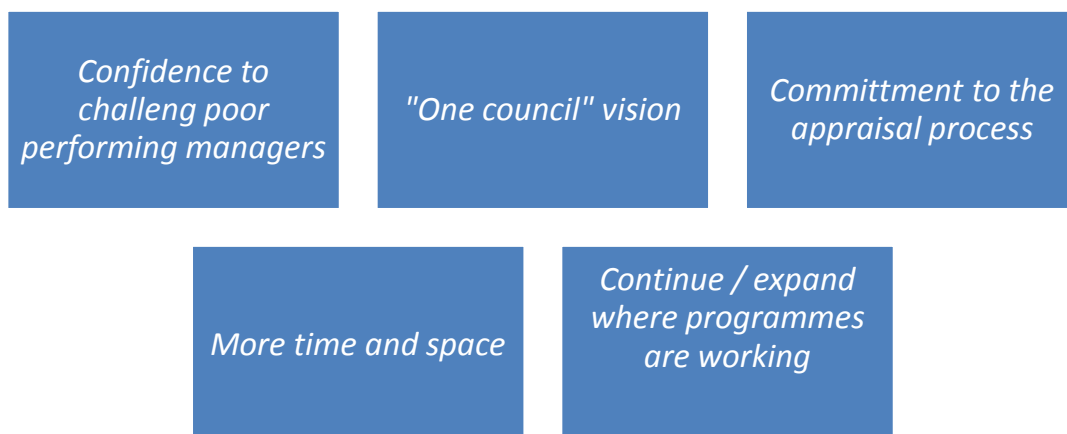 Confidence to
challeng poor
performing managers
"One council" vision
Committment to the
appraisal process
More time and space
Continue / expand
where programmes
are working